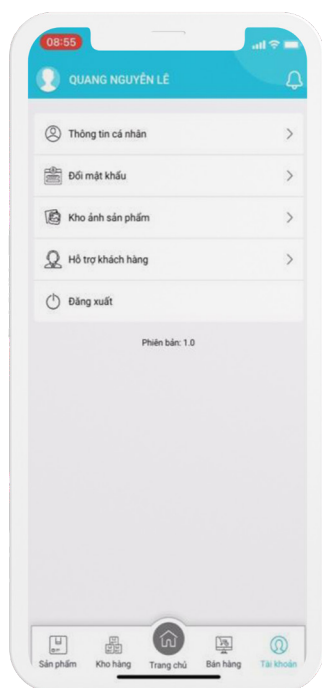 08:55
QUANG NGUYỄN LÊ
Thông tin cá nhân
Đổi mật khẩu
Kho ảnh sản phẩm
Hỗ trợ khách hàng
Đăng xuất
Phiên bản: 1.0
Sản phẩm Kho hàng Trang chủ Bán hàng Tài khoản